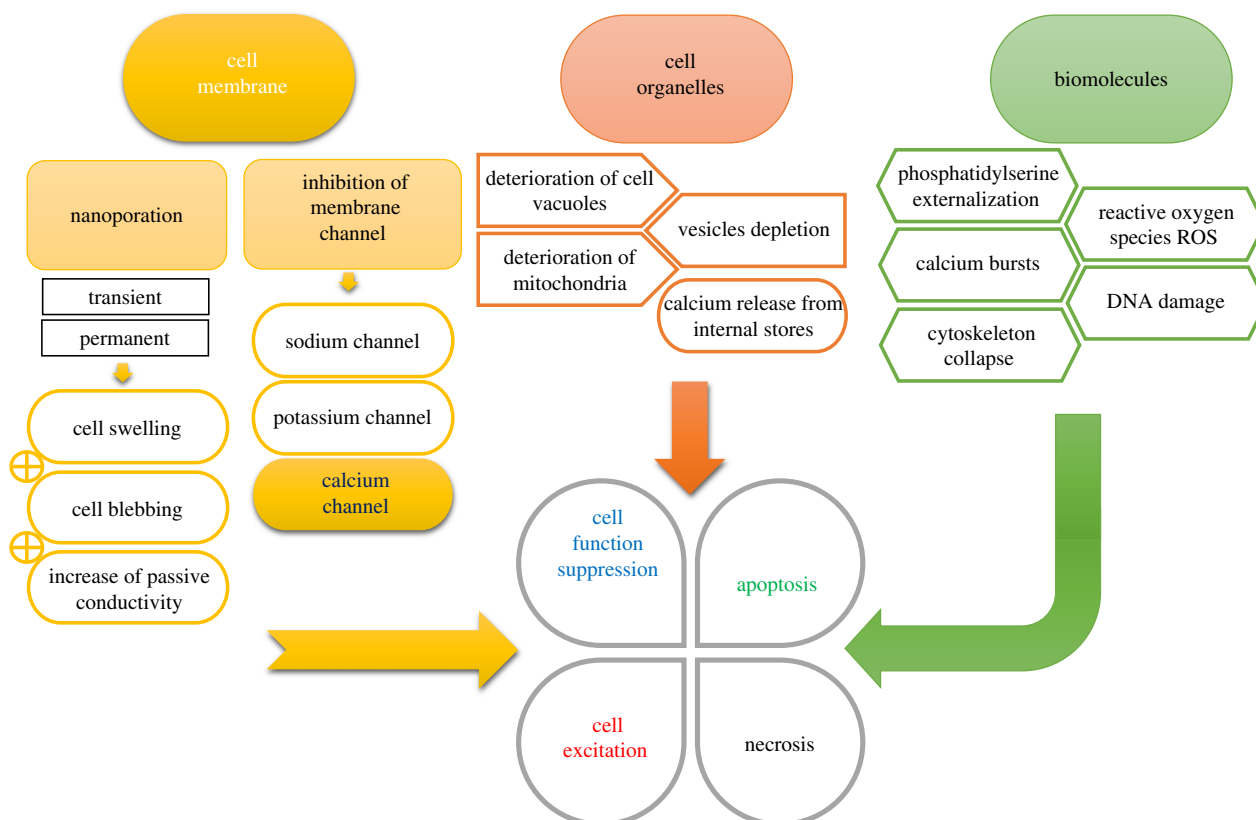 cell
membrane
cell
organelles
biomolecules
nanoporation
transient
permanent
cell swelling
cell blebbing
increase of passive
conductivity
inhibition of
membrane
channel
sodium channel
potassium channel
calcium
channel
deterioration of cell
vacuoles
vesicles depletion
deterioration of
mitochondria
calcium release from
internal stores
phosphatidylserine
externalization
reactive oxygen
species ROS
calcium bursts
DNA damage
cytoskeleton
collapse
cell
function
suppression
apoptosis
cell
excitation
necrosis